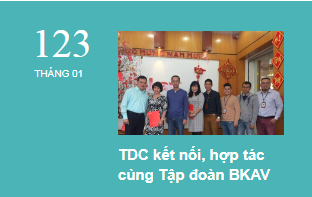 123
THÁNG 01
TDC kết nối, hợp tác
cùng Tập đoàn BKAV